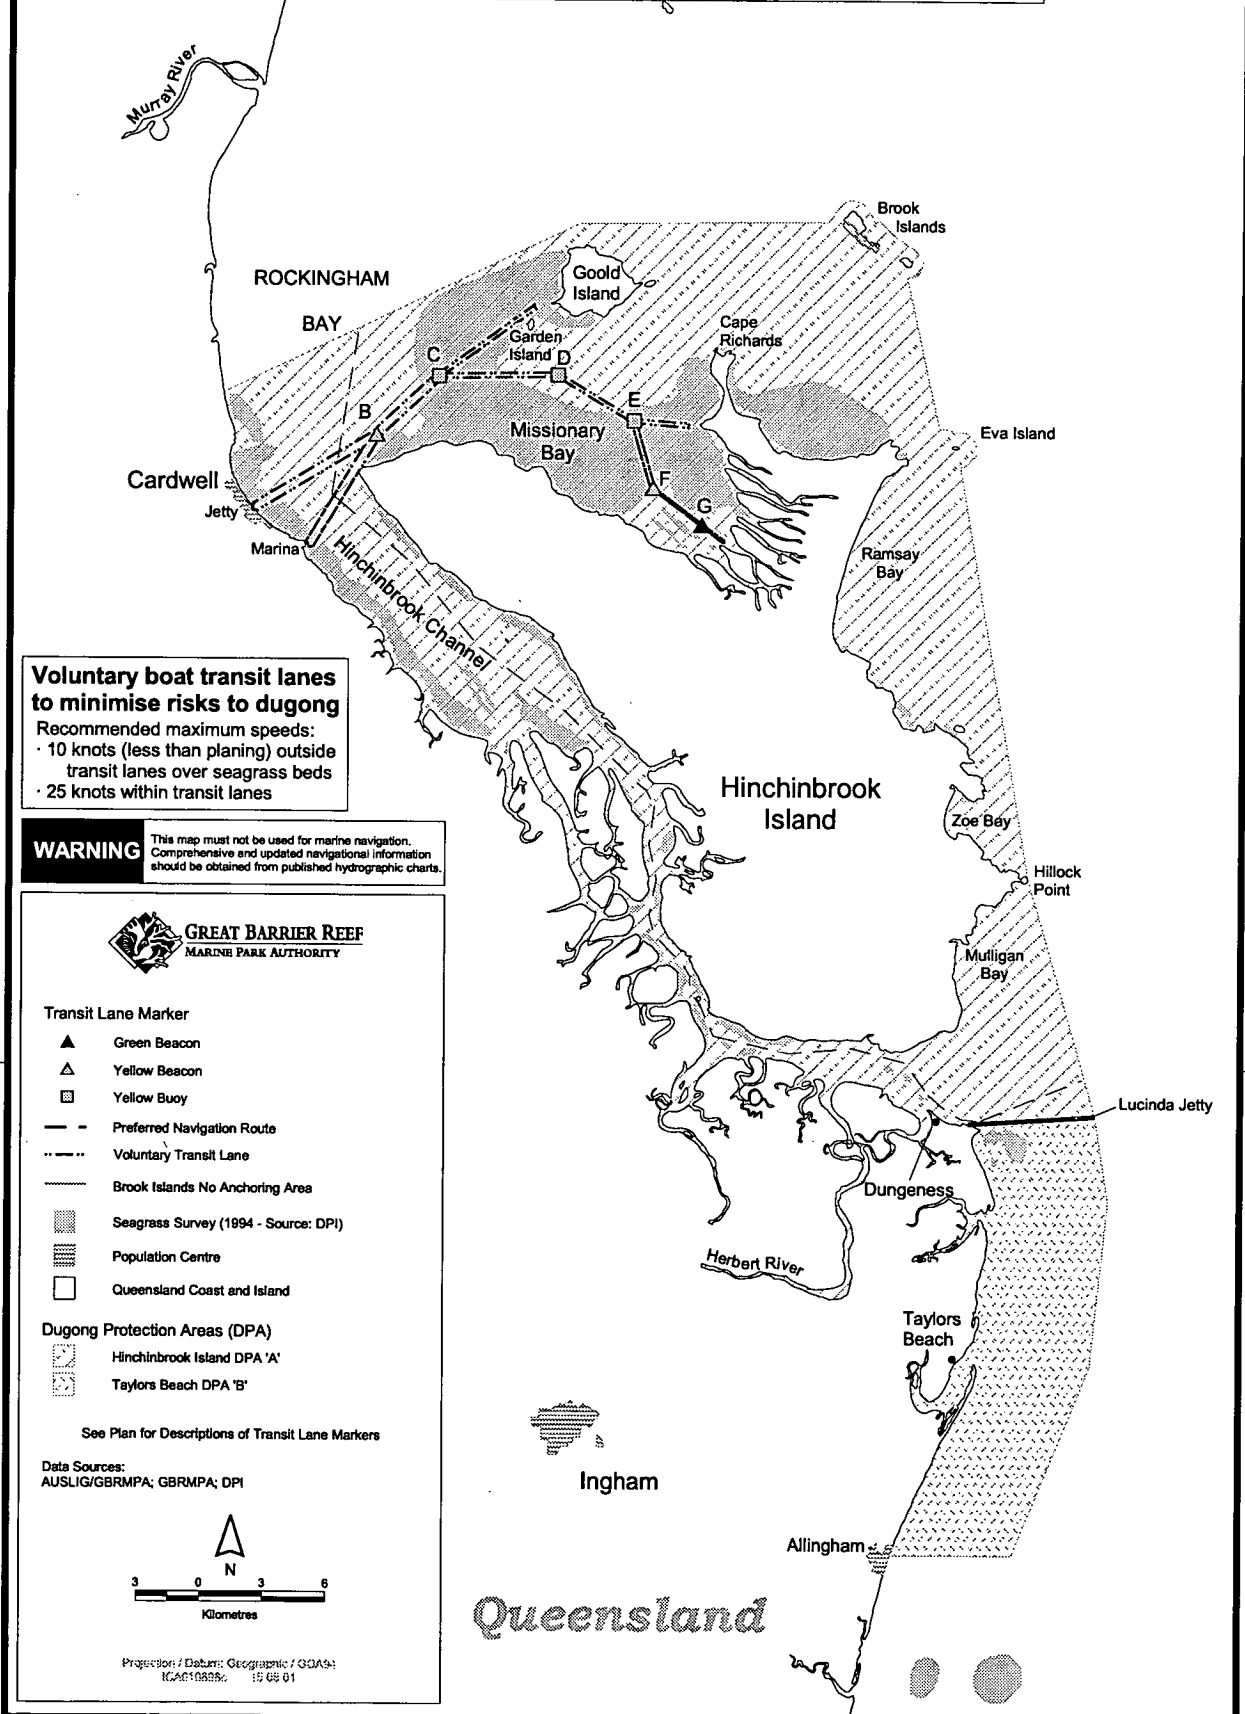 Murray River
Brook
Islands
ROCKINGHAM
BAY
Goold
Island
Garden
Island
Cape
Richards
C
D
B
E
Missionary
Bay
Eva Island
Cardwell
Jetty
F
G
Marina
Hinchinbrook Channel
Ramsay
Bay
Voluntary boat transit lanes
to minimise risks to dugong
Recommended maximum speeds:
· 10 knots (less than planing) outside
transit lanes over seagrass beds
· 25 knots within transit lanes
Hinchinbrook
Island
Zoe Bay
WARNING
This map must not be used for marine navigation.
Comprehensive and updated navigational information
should be obtained from published hydrographic charts.
Hillock
Point
GREAT BARRIER REEF
MARINE PARK AUTHORITY
Mulligan
Bay
Transit Lane Marker
Green Beacon
Yellow Beacon
Yellow Buoy
Preferred Navigation Route
Voluntary Transit Lane
Brook Islands No Anchoring Area
Seagrass Survey (1994 - Source: DPI)
Population Centre
Queensland Coast and Island
Lucinda Jetty
Dungeness
Herbert River
Taylors
Beach
Dugong Protection Areas (DPA)
Hinchinbrook Island DPA 'A'
Taylors Beach DPA 'B'
See Plan for Descriptions of Transit Lane Markers
Data Sources:
AUSLIG/GBRMPA; GBRMPA; DPI
Ingham
N
3 0 3 6
Kilometres
Allingham
Queensland
Projection / Datum: Geographic / GDA94